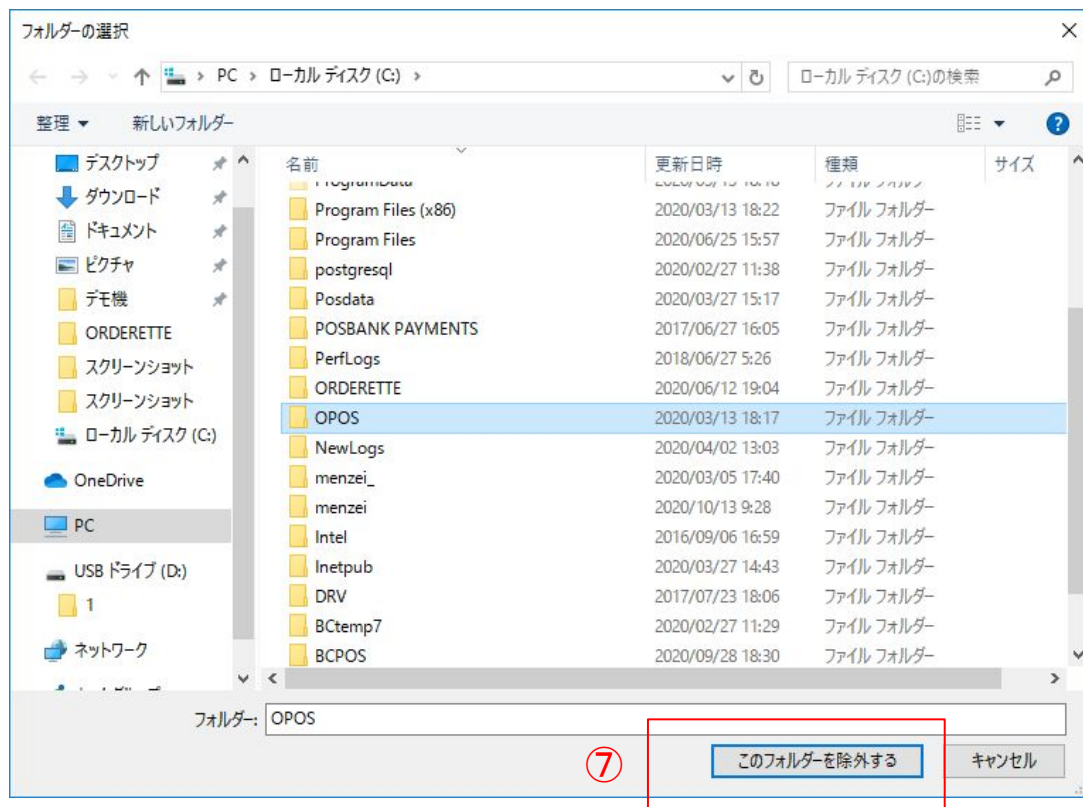 フォルダーの選択
PC › ローカル ディスク (C:) ›
ローカル ディスク (C:)の検索
整理 ▼ 新しいフォルダー
デスクトップ
ダウンロード
ドキュメント
ピクチャ
デモ機
ORDERETTE
スクリーンショット
スクリーンショット
ローカル ディスク (C:)
OneDrive
PC
USB ドライブ (D:)
1
ネットワーク
名前 更新日時 種類 サイズ
Program Files (x86) 2020/03/13 18:22 ファイル フォルダー
Program Files 2020/06/25 15:57 ファイル フォルダー
postgresql 2020/02/27 11:38 ファイル フォルダー
Posdata 2020/03/27 15:17 ファイル フォルダー
POSBANK PAYMENTS 2017/06/27 16:05 ファイル フォルダー
PerfLogs 2018/06/27 5:26 ファイル フォルダー
ORDERETTE 2020/06/12 19:04 ファイル フォルダー
OPOS 2020/03/13 18:17 ファイル フォルダー
NewLogs 2020/04/02 13:03 ファイル フォルダー
menzei_ 2020/03/05 17:40 ファイル フォルダー
menzei 2020/10/13 9:28 ファイル フォルダー
Intel 2016/09/06 16:59 ファイル フォルダー
Inetpub 2020/03/27 14:43 ファイル フォルダー
DRV 2017/07/23 18:06 ファイル フォルダー
BCtemp7 2020/02/27 11:29 ファイル フォルダー
BCPOS 2020/09/28 18:30 ファイル フォルダー
フォルダー: OPOS
⑦ このフォルダーを除外する キャンセル